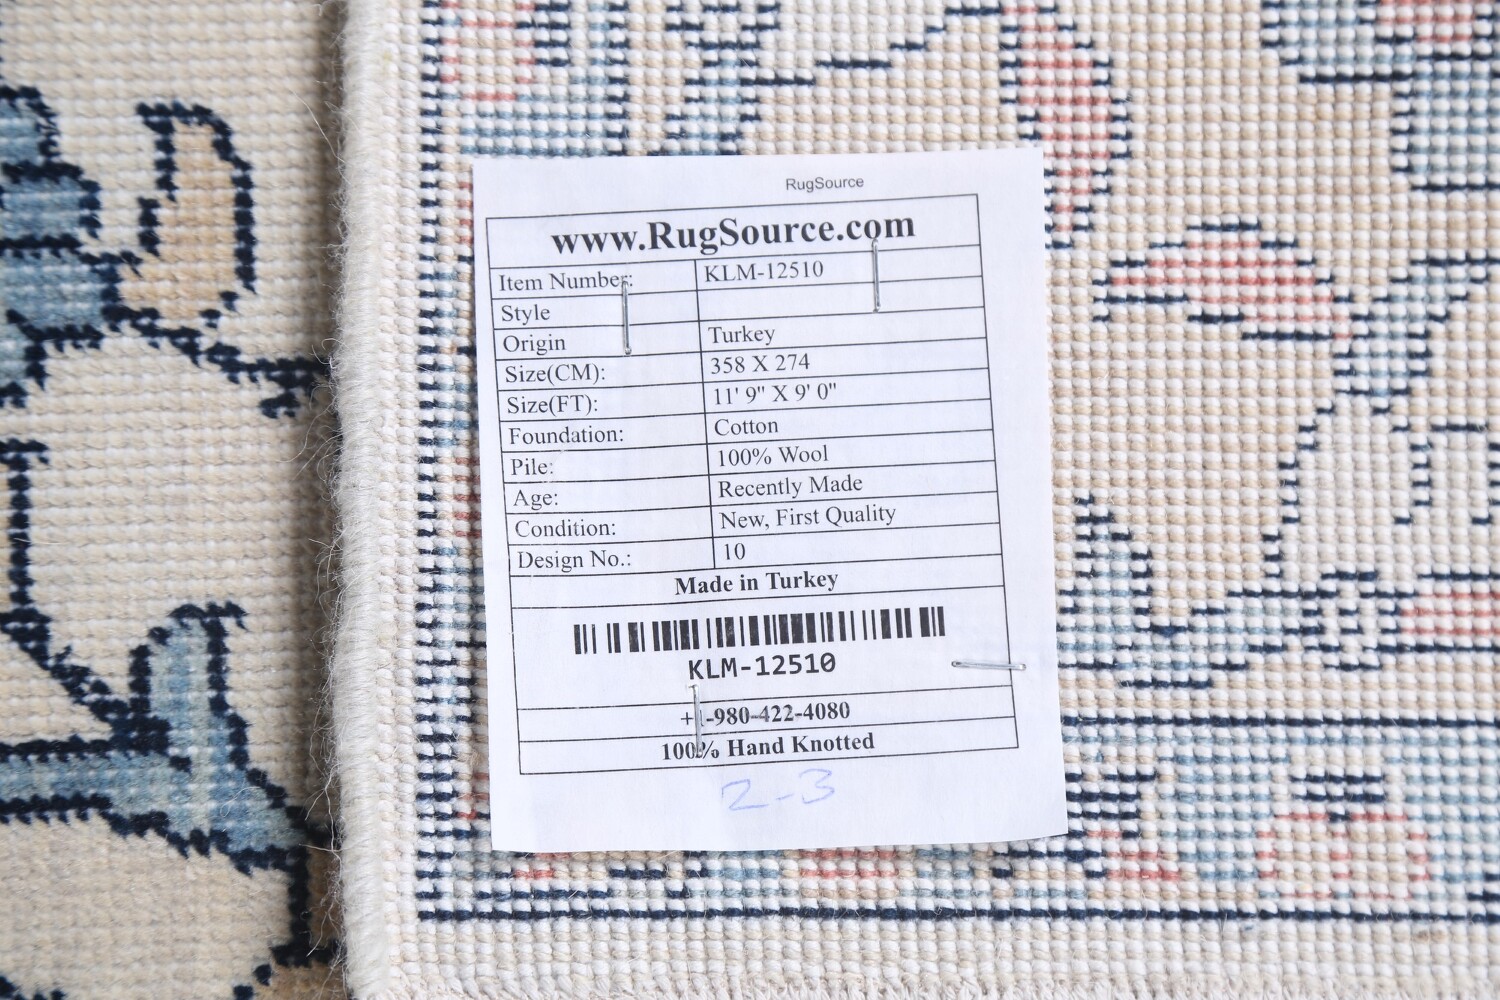 RugSource
www.RugSource.com
Item Number: KLM-12510
Style
Origin Turkey
Size(CM): 358 X 274
Size(FT): 11' 9" X 9' 0"
Foundation: Cotton
Pile: 100% Wool
Age: Recently Made
Condition: New, First Quality
Design No.: 10
Made in Turkey
KLM-12510
+1-980-422-4080
100% Hand Knotted
2-3